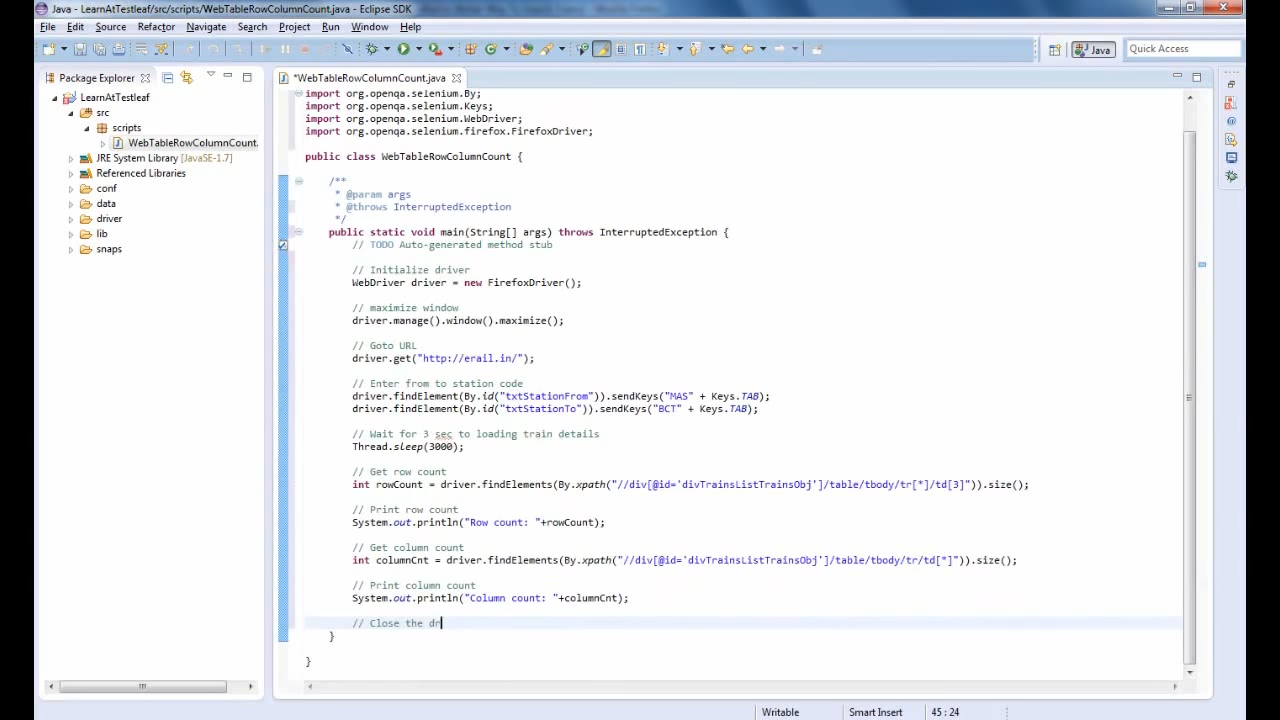 Java - LearnAtTestleaf/src/scripts/WebTableRowColumnCount.java - Eclipse SDK
File Edit Source Refactor Navigate Search Project Run Window Help
Java
Quick Access
Package Explorer
LearnAtTestleaf
src
scripts
WebTableRowColumnCount.
JRE System Library [JavaSE-1.7]
Referenced Libraries
conf
data
driver
lib
snaps
*WebTableRowColumnCount.java
import org.openqa.selenium.By;
import org.openqa.selenium.Keys;
import org.openqa.selenium.WebDriver;
import org.openqa.selenium.firefox.FirefoxDriver;
public class WebTableRowColumnCount {
/**
* @param args
* @throws InterruptedException
*/
public static void main(String[] args) throws InterruptedException {
// TODO Auto-generated method stub
// Initialize driver
WebDriver driver = new FirefoxDriver();
// maximize window
driver.manage().window().maximize();
// Goto URL
driver.get("http://erail.in/");
// Enter from to station code
driver.findElement(By.id("txtStationFrom")).sendKeys("MAS" + Keys.TAB);
driver.findElement(By.id("txtStationTo")).sendKeys("BCT" + Keys.TAB);
// Wait for 3 sec to loading train details
Thread.sleep(3000);
// Get row count
int rowCount = driver.findElements(By.xpath("//div[@id='divTrainsListTrainsObj']/table/tbody/tr[*]/td[3]")).size();
// Print row count
System.out.println("Row count: "+rowCount);
// Get column count
int columnCnt = driver.findElements(By.xpath("//div[@id='divTrainsListTrainsObj']/table/tbody/tr/td[*]")).size();
// Print column count
System.out.println("Column count: "+columnCnt);
// Close the dr
}
}
Writable
Smart Insert
45 : 24